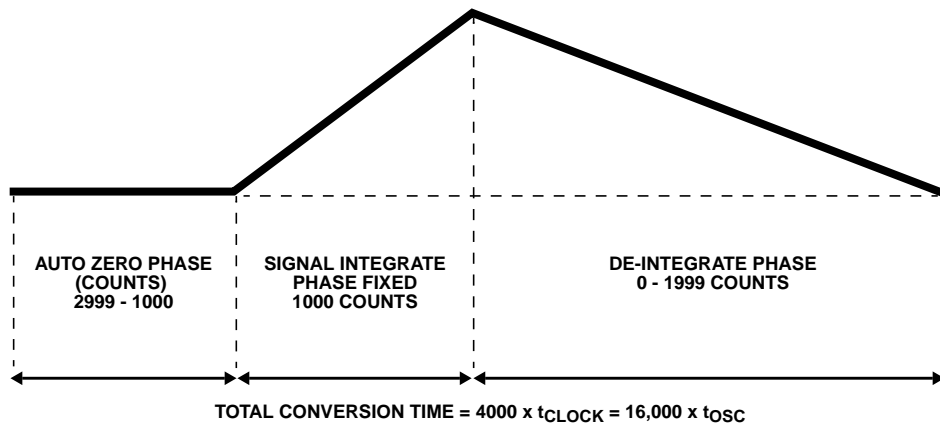 AUTO ZERO PHASE
(COUNTS)
2999 - 1000
SIGNAL INTEGRATE
PHASE FIXED
1000 COUNTS
DE-INTEGRATE PHASE
0 - 1999 COUNTS
TOTAL CONVERSION TIME = 4000 x tCLOCK = 16,000 x tOSC